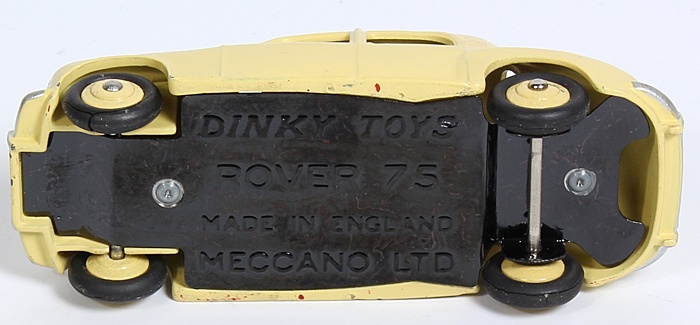 DINKY TOYS
ROVER 75
MADE IN ENGLAND
MECCANO LTD